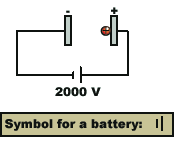 - +
2000 V
Symbol for a battery: